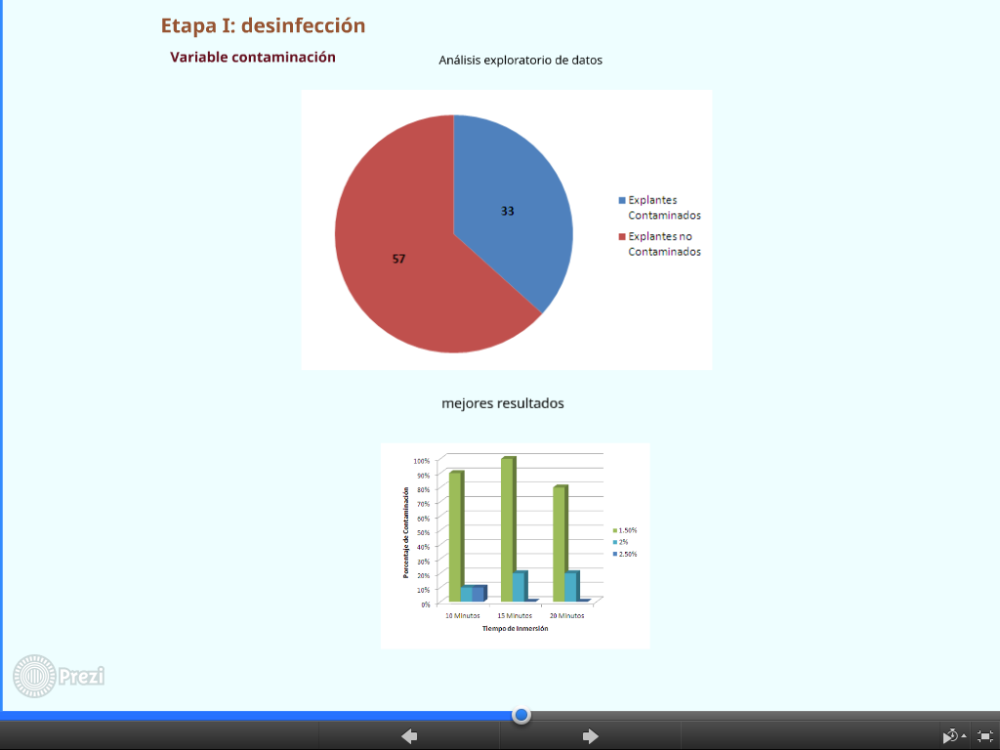 Etapa I: desinfección
Variable contaminación
Análisis exploratorio de datos
33
57
Explantes
Contaminados
Explantes no
Contaminados
mejores resultados
Porcentaje de Contaminación
100%
90%
80%
70%
60%
50%
40%
30%
20%
10%
0%
10 Minutos
15 Minutos
20 Minutos
Tiempo de Inmersión
1.50%
2%
2.50%
Prezi